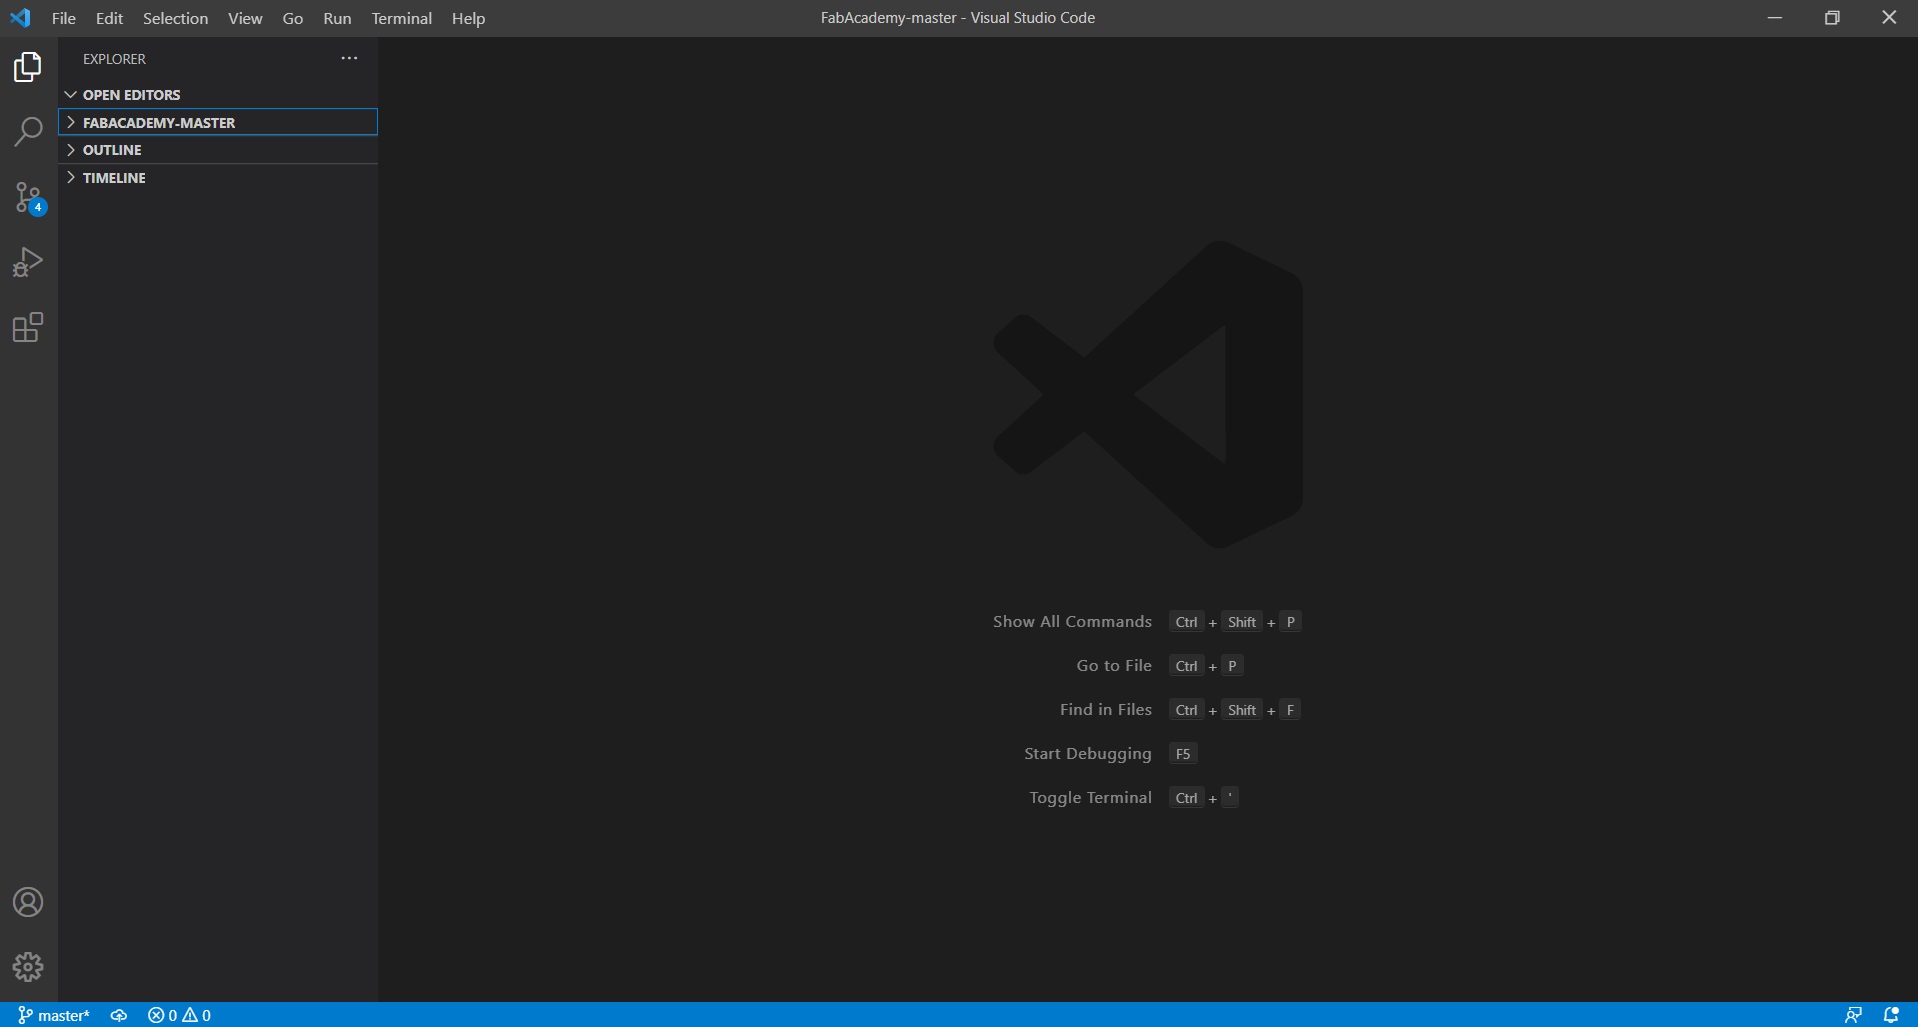 File Edit Selection View Go Run Terminal Help
FabAcademy-master - Visual Studio Code
EXPLORER
OPEN EDITORS
FABACADEMY-MASTER
OUTLINE
TIMELINE
4
Show All Commands Ctrl + Shift + P
Go to File Ctrl + P
Find in Files Ctrl + Shift + F
Start Debugging F5
Toggle Terminal Ctrl + '
master* 0 0